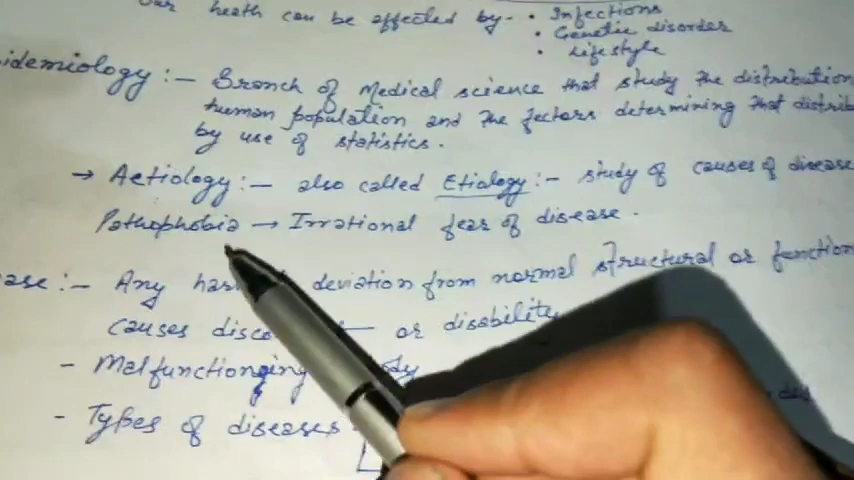 Our heath can be affected by - • Infections
• Genetic disorder
• Lifestyle
idemiology :- Branch of Medical science that study the distribution
human population and the factors determining that distrib
by use of statistics.
→ Aetiology :- also called Etialogy :- study of causes of disease
Pathophobia → Irrational fear of disease.
ase :- Any deviation from normal structural or function
causes or disability
- Malfunctionging
- Types of diseases